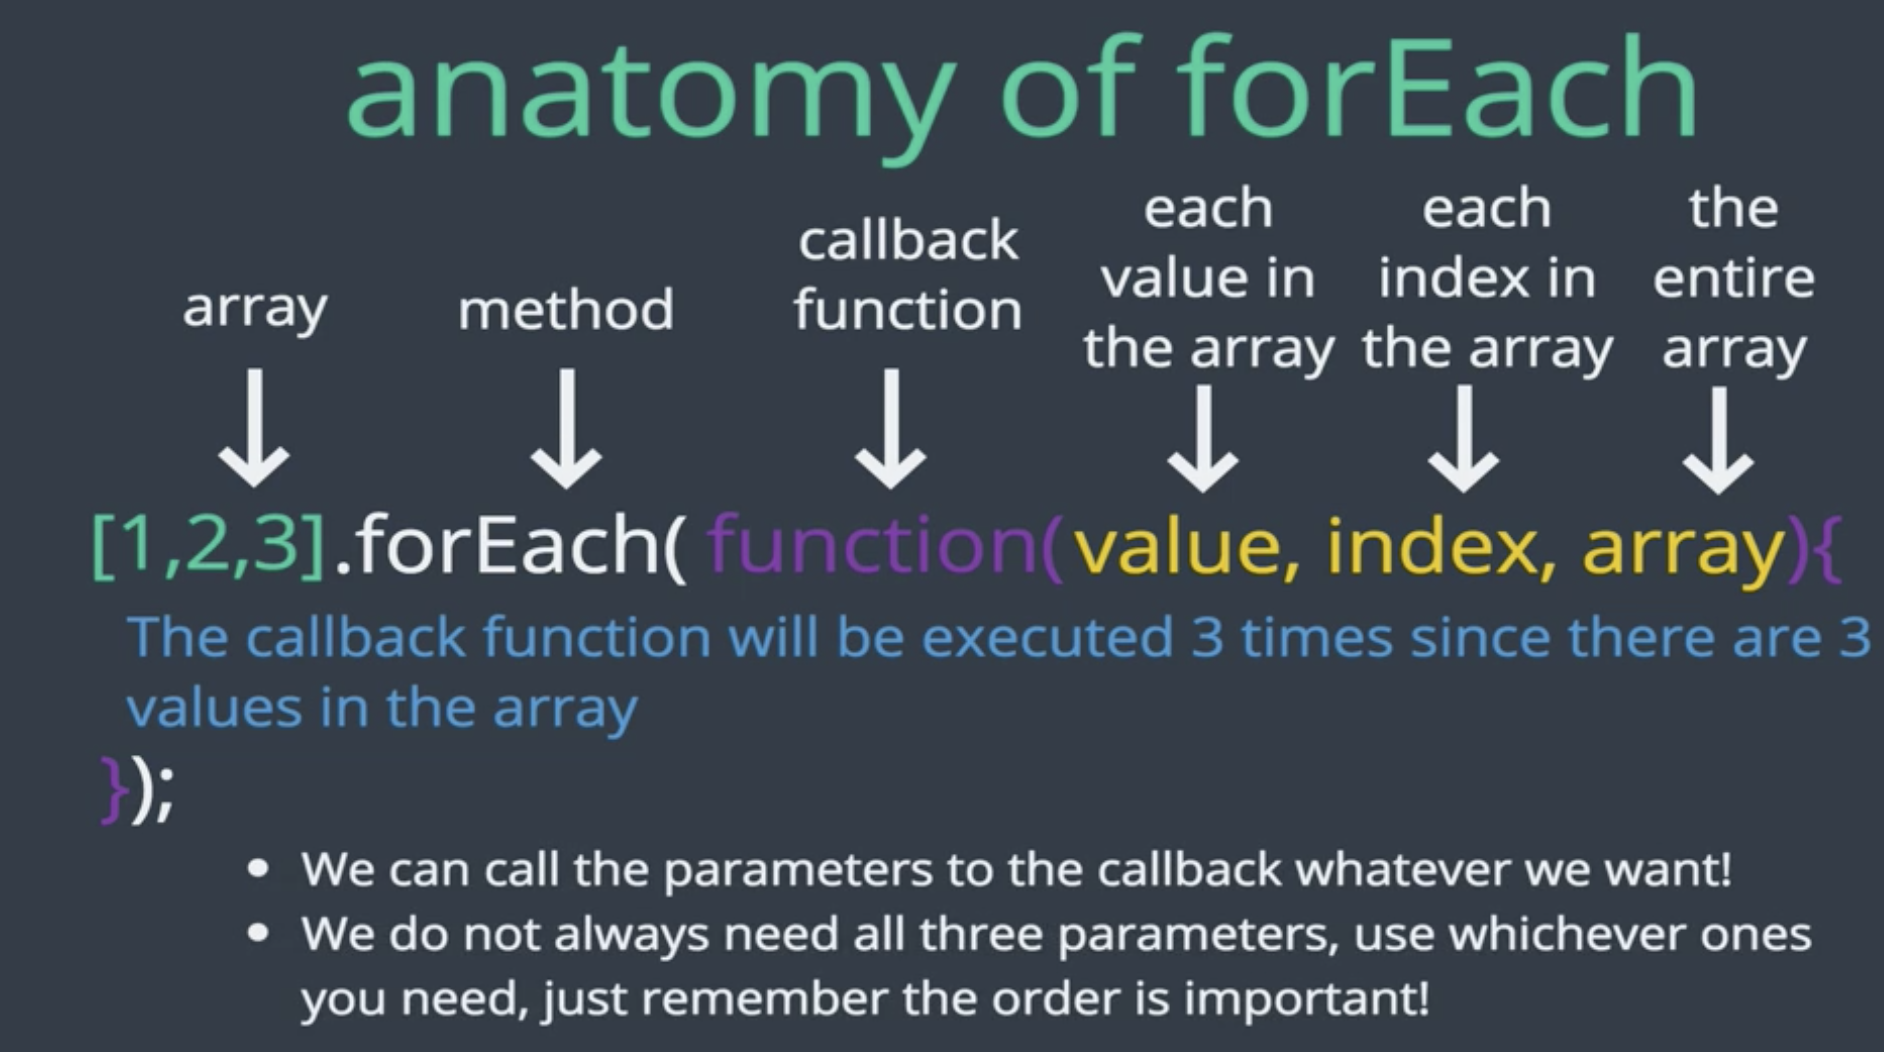 anatomy of forEach
array
method
callback
function
each
value in
the array
each
index in
the array
the
entire
array
[1,2,3].forEach( function(value, index, array){
The callback function will be executed 3 times since there are 3
values in the array
});
• We can call the parameters to the callback whatever we want!
• We do not always need all three parameters, use whichever ones
you need, just remember the order is important!